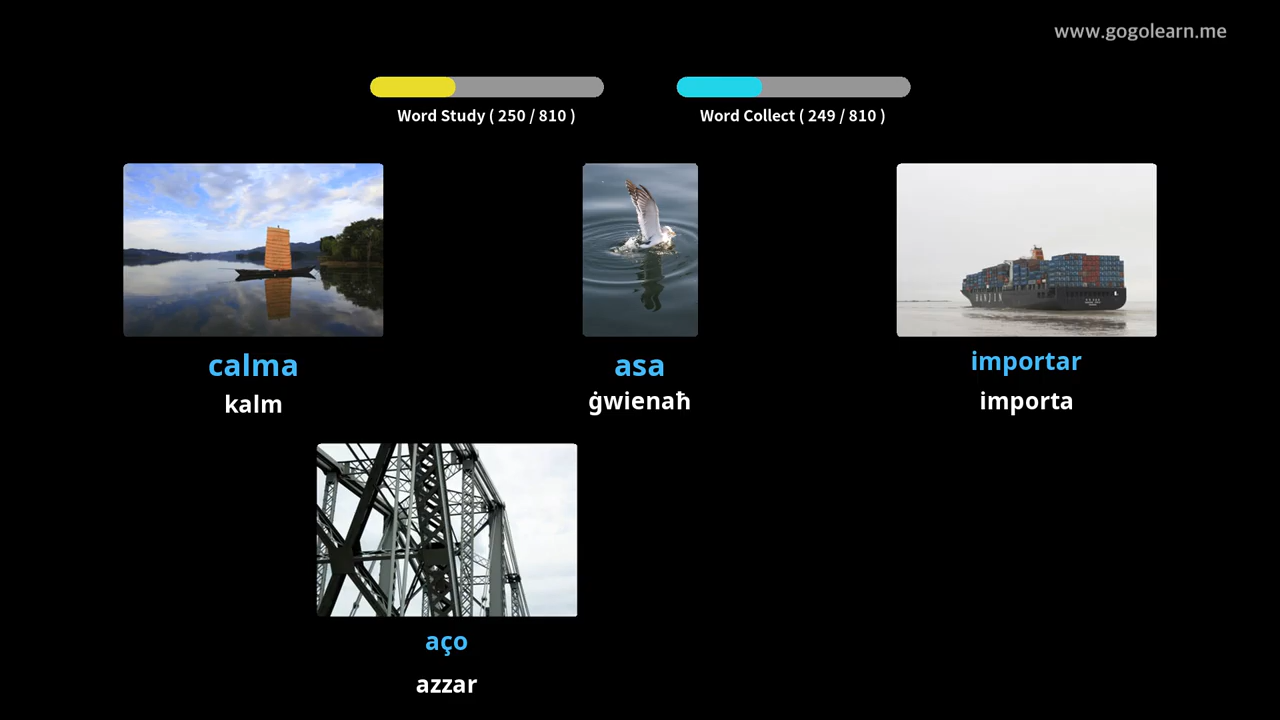 www.gogolearn.me
Word Study ( 250 / 810 )
Word Collect ( 249 / 810 )
calma
kalm
asa
ġwienaħ
importar
importa
HANJIN
aço
azzar